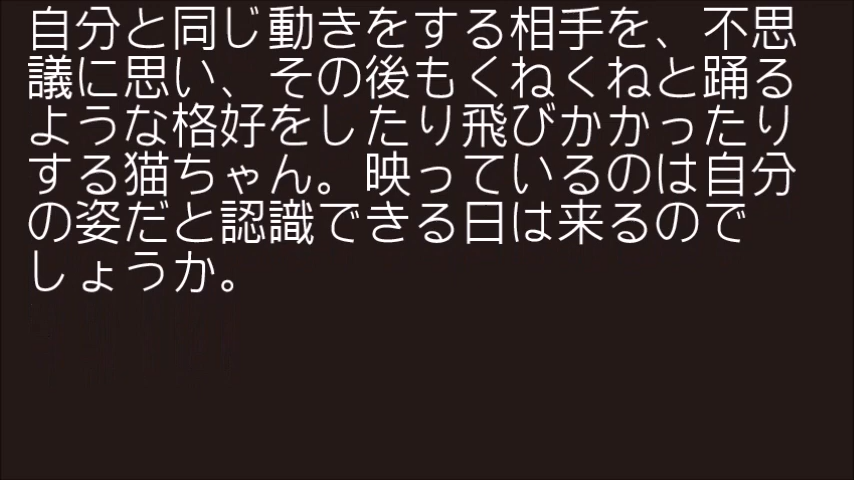 自分と同じ動きをする相手を、不思
議に思い、その後もくねくねと踊る
ような格好をしたり飛びかかったり
する猫ちゃん。映っているのは自分
の姿だと認識できる日は来るので
しょうか。